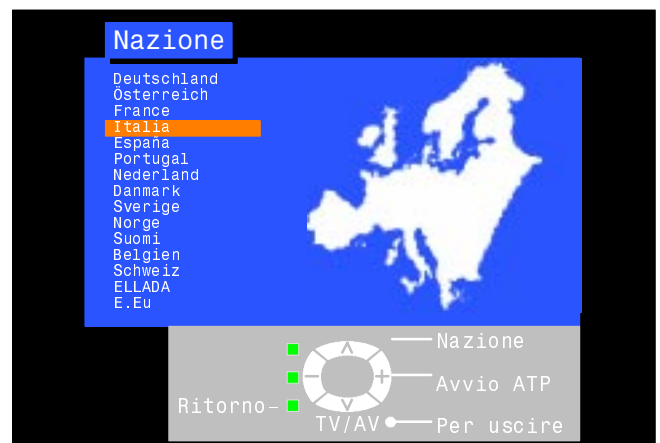 Nazione
Deutschland
Österreich
France
Italia
España
Portugal
Nederland
Danmark
Sverige
Norge
Suomi
Belgien
Schweiz
ELLADA
E.Eu
Nazione
Avvio ATP
Ritorno
TV/AV
Per uscire